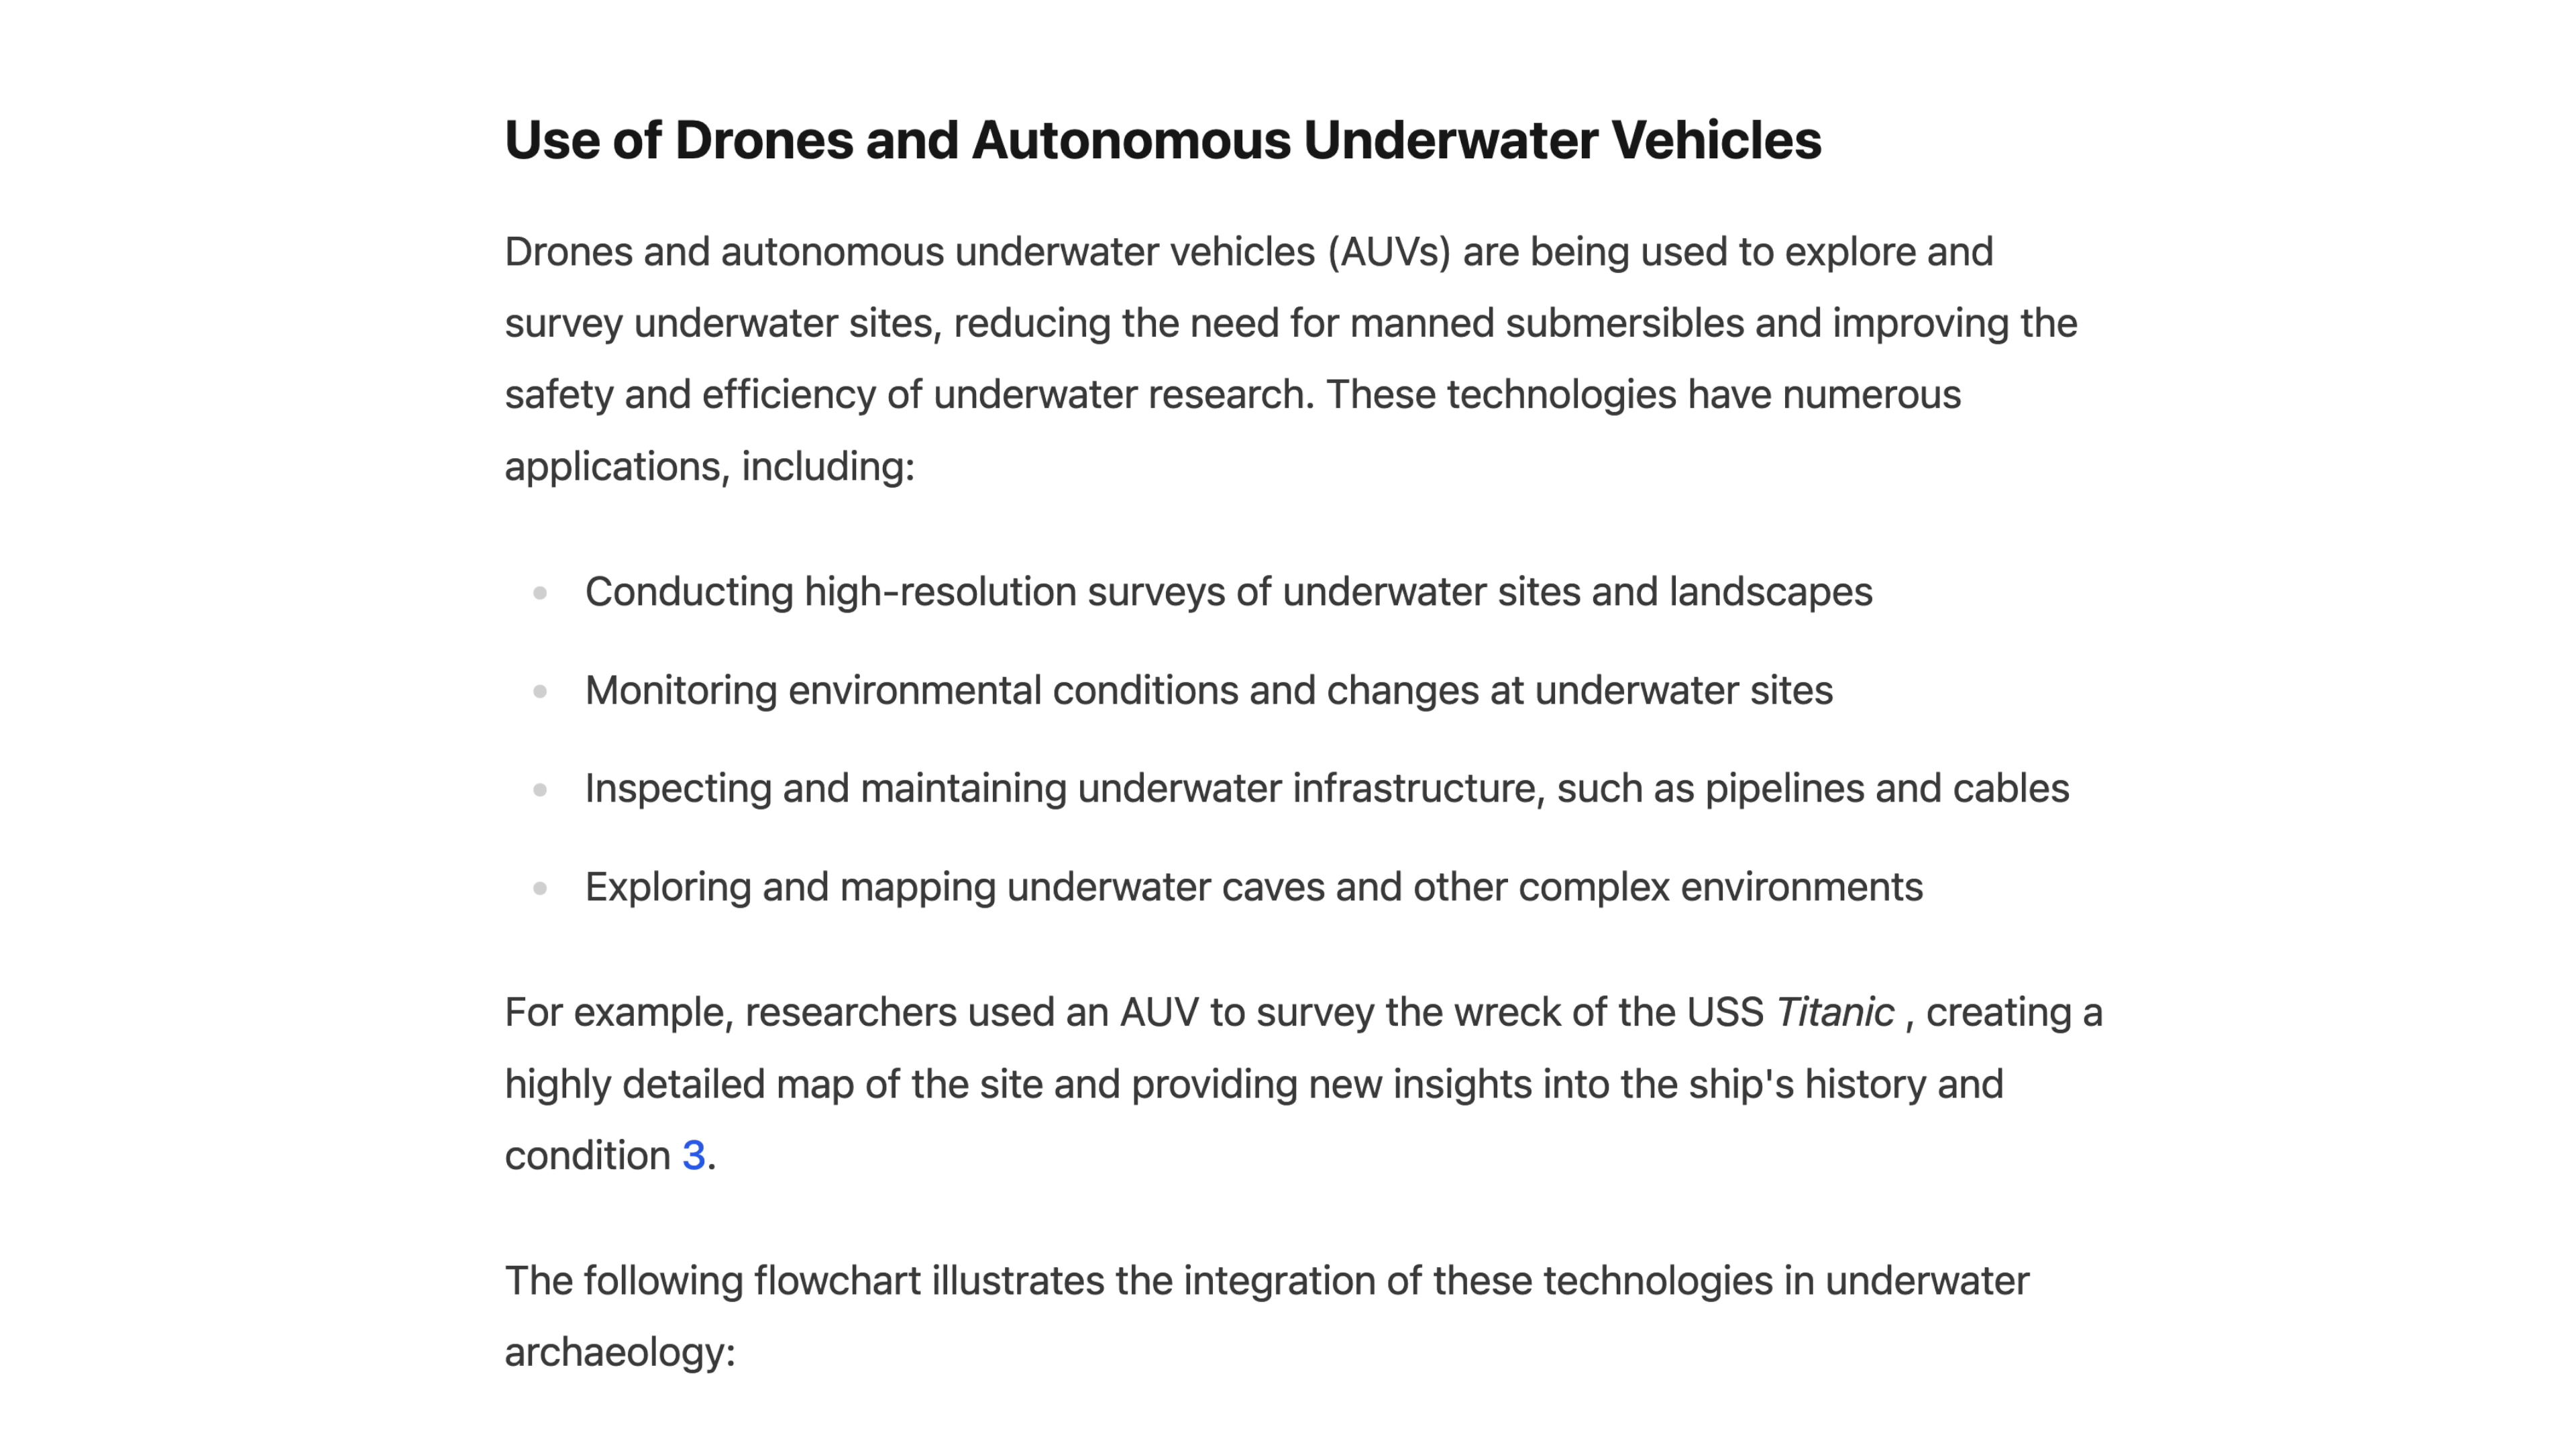 Use of Drones and Autonomous Underwater Vehicles
Drones and autonomous underwater vehicles (AUVs) are being used to explore and
survey underwater sites, reducing the need for manned submersibles and improving the
safety and efficiency of underwater research. These technologies have numerous
applications, including:
Conducting high-resolution surveys of underwater sites and landscapes
Monitoring environmental conditions and changes at underwater sites
Inspecting and maintaining underwater infrastructure, such as pipelines and cables
Exploring and mapping underwater caves and other complex environments
For example, researchers used an AUV to survey the wreck of the USS Titanic , creating a
highly detailed map of the site and providing new insights into the ship's history and
condition 3.
The following flowchart illustrates the integration of these technologies in underwater
archaeology: